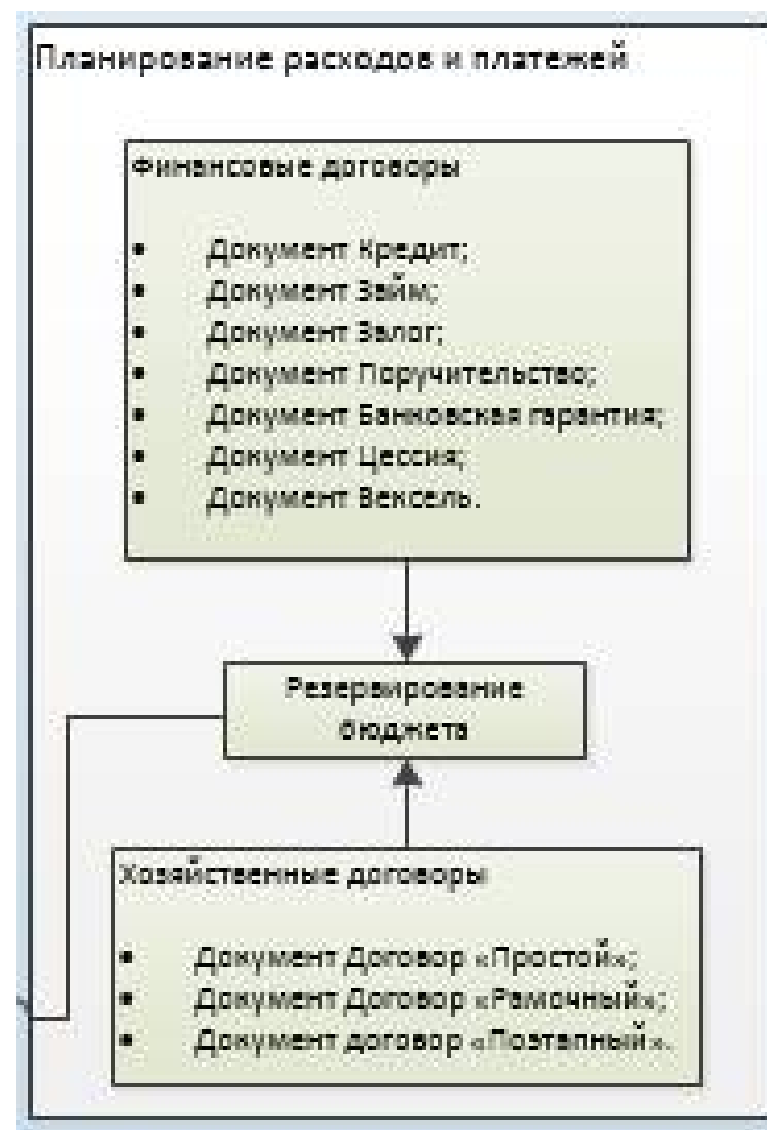 Планирование расходов и платежей
Финансовые договоры
• Документ Кредит;
• Документ Займ;
• Документ Залог;
• Документ Поручительство;
• Документ Банковская гарантия;
• Документ Цессия;
• Документ Вексель.
Резервирование
бюджета
Хозяйственные договоры
• Документ Договор «Простой»;
• Документ Договор «Рамочный»;
• Документ договор «Поэтапный».